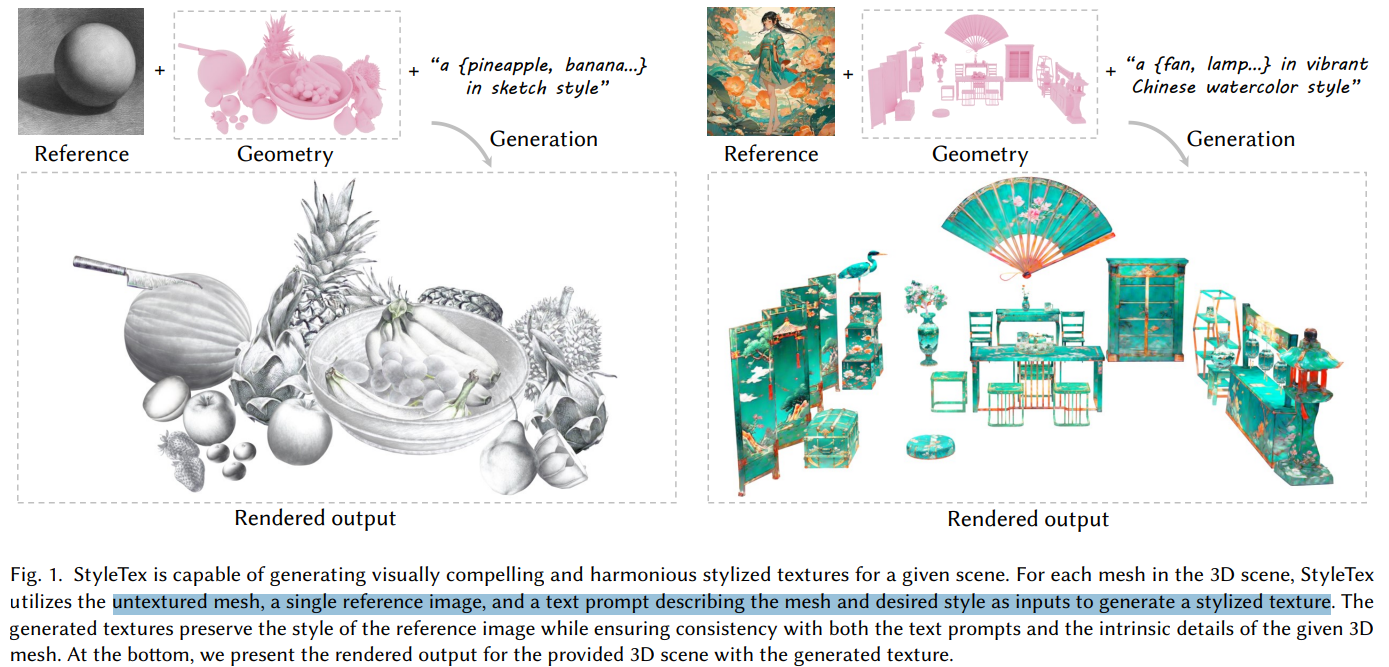 "a {pineapple, banana...}
in sketch style"
Reference
Geometry
Generation
Rendered output
"a {fan, lamp...} in vibrant
Chinese watercolor style"
Reference
Geometry
Generation
Rendered output
Fig. 1. StyleTex is capable of generating visually compelling and harmonious stylized textures for a given scene. For each mesh in the 3D scene, StyleTex
utilizes the untextured mesh, a single reference image, and a text prompt describing the mesh and desired style as inputs to generate a stylized texture. The
generated textures preserve the style of the reference image while ensuring consistency with both the text prompts and the intrinsic details of the given 3D
mesh. At the bottom, we present the rendered output for the provided 3D scene with the generated texture.